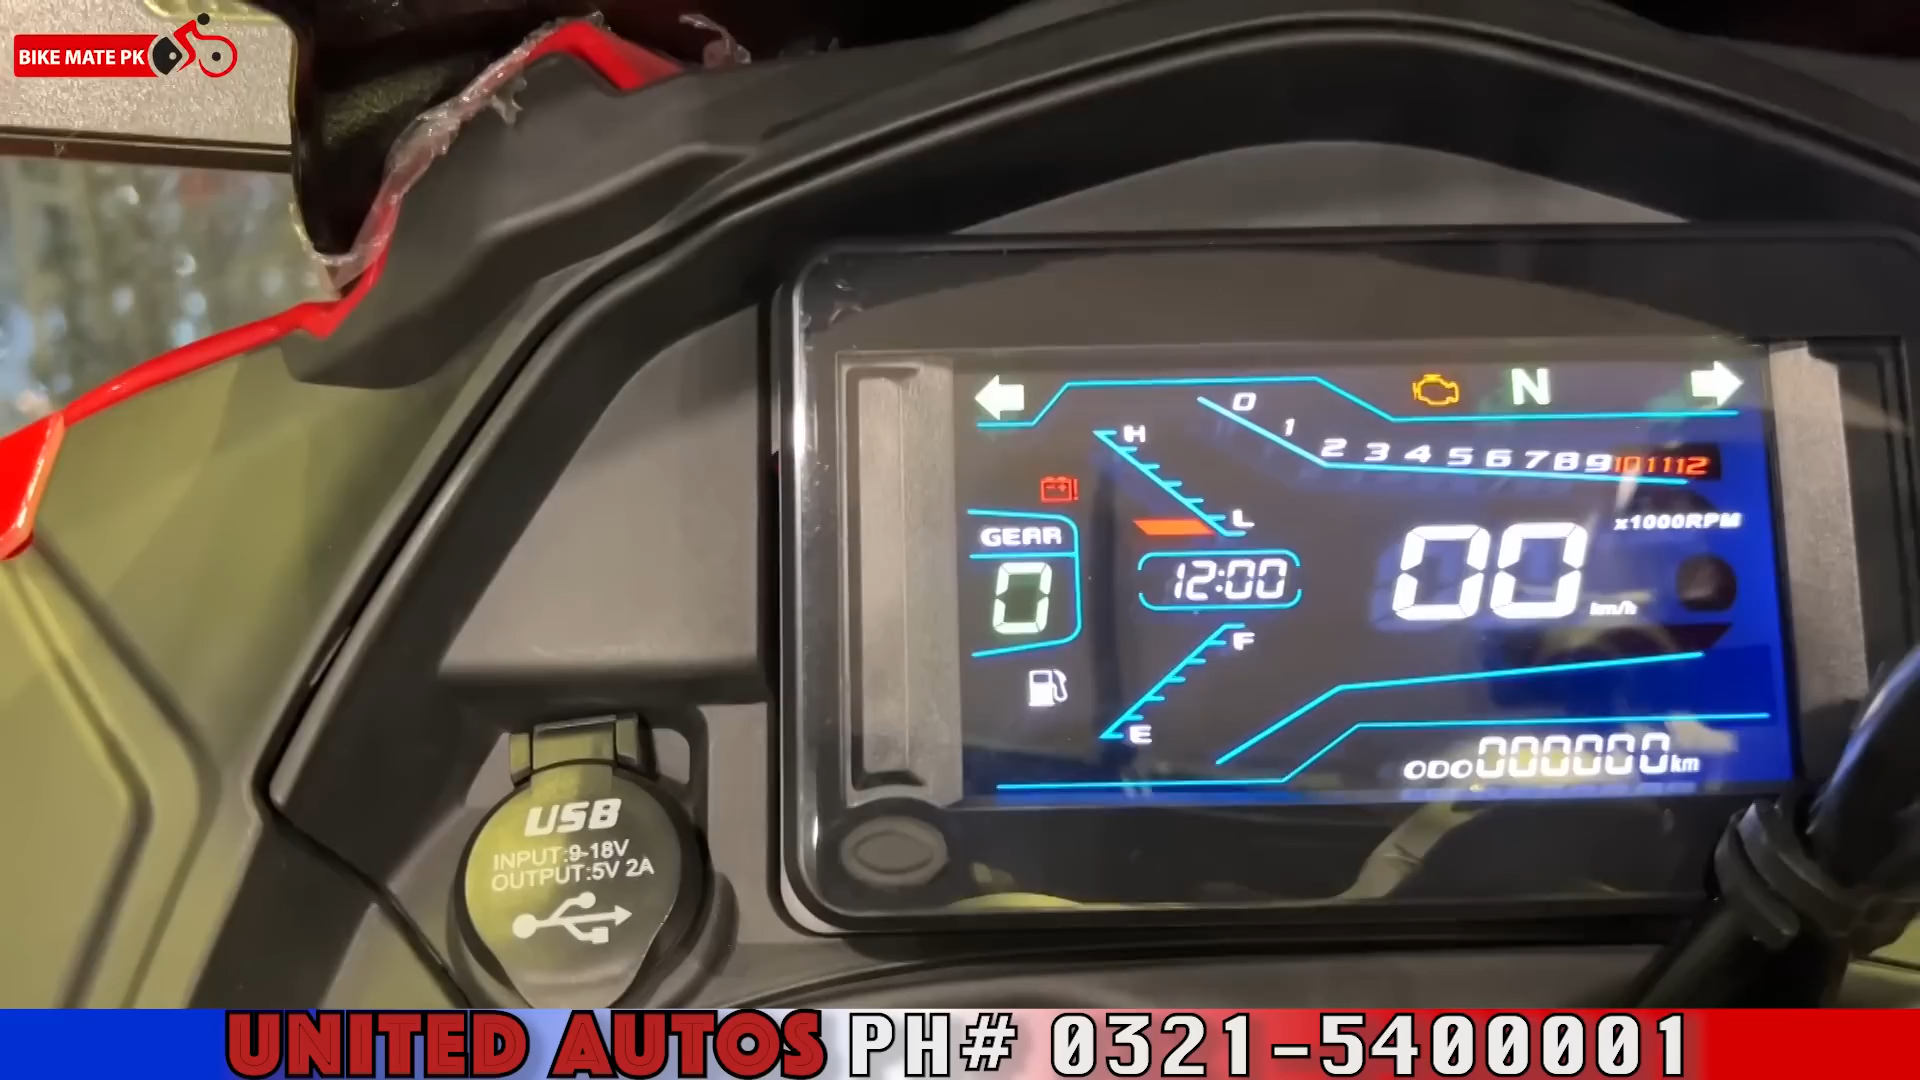 BIKE MATE PK
N
0
1
2 3 4 5 6 7 8 9 10 11 12
x1000RPM
H
L
GEAR
0
12:00
00 km/h
F
E
ODO 000000 km
USB
INPUT:9-18V
OUTPUT:5V 2A
UNITED AUTOS PH# 0321-5400001